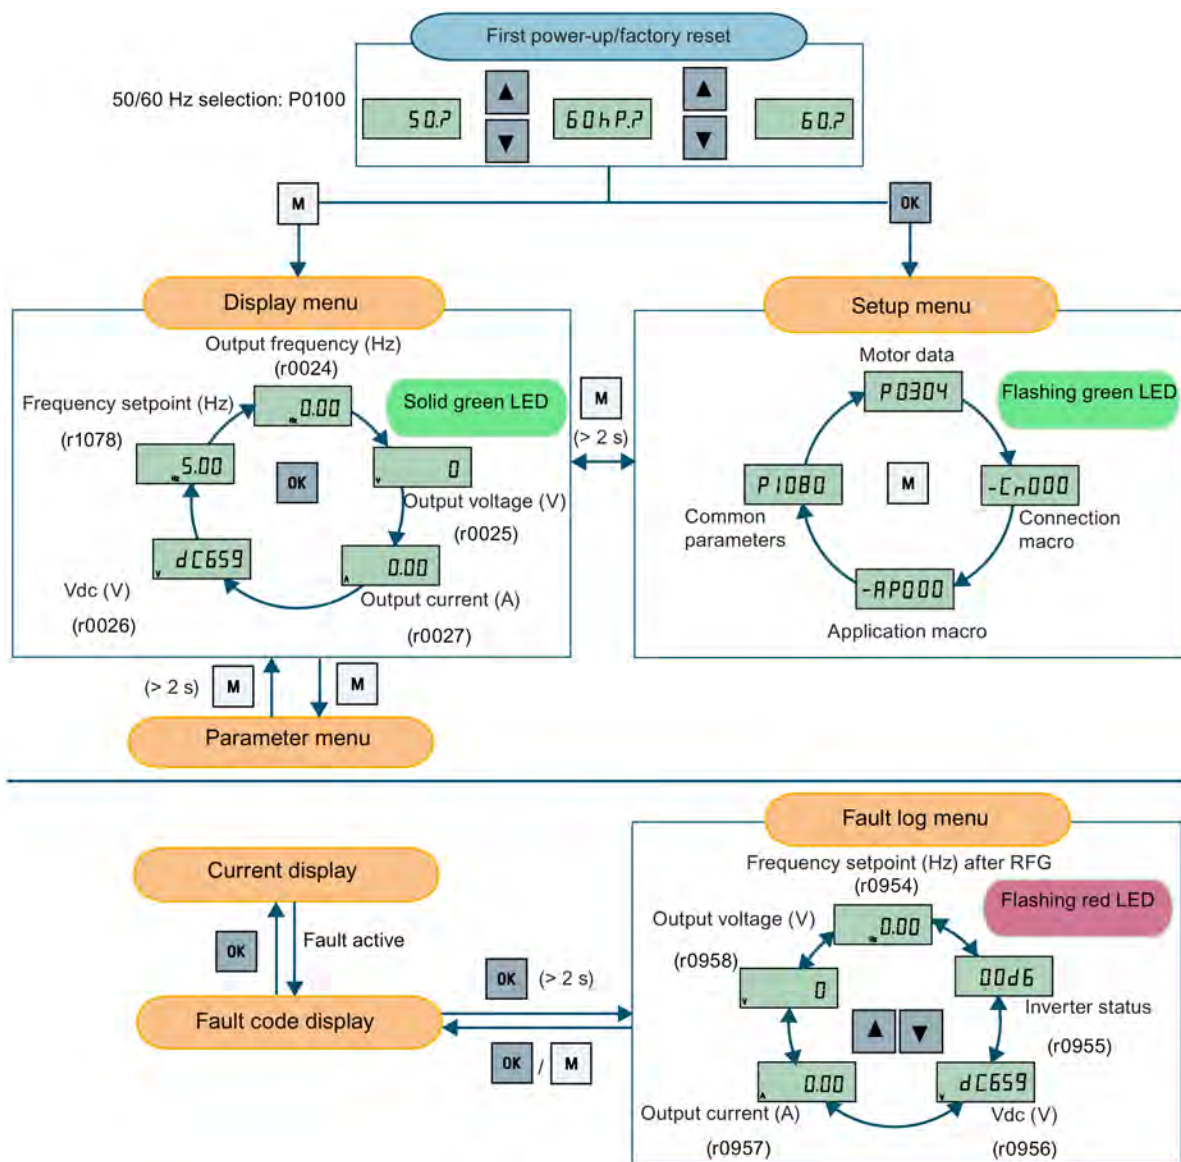 First power-up/factory reset
50/60 Hz selection: P0100
50.?
▲
▼
60hP.?
▲
▼
60.?
M
OK
Display menu
Output frequency (Hz)
(r0024)
Hz 0.00
Solid green LED
Frequency setpoint (Hz)
(r1078)
Hz 5.00
OK
V 0
Output voltage (V)
(r0025)
V dC659
Vdc (V)
(r0026)
A 0.00
Output current (A)
(r0027)
M
(> 2 s)
Setup menu
Motor data
P0304
Flashing green LED
P1080
Common
parameters
M
-Cn000
Connection
macro
-AP000
Application macro
(> 2 s)
M
M
Parameter menu
Current display
OK
Fault active
Fault code display
OK
(> 2 s)
OK / M
Fault log menu
Frequency setpoint (Hz) after RFG
(r0954)
Hz 0.00
Flashing red LED
Output voltage (V)
(r0958)
V 0
00d6
Inverter status
(r0955)
▲
▼
A 0.00
Output current (A)
(r0957)
V dC659
Vdc (V)
(r0956)